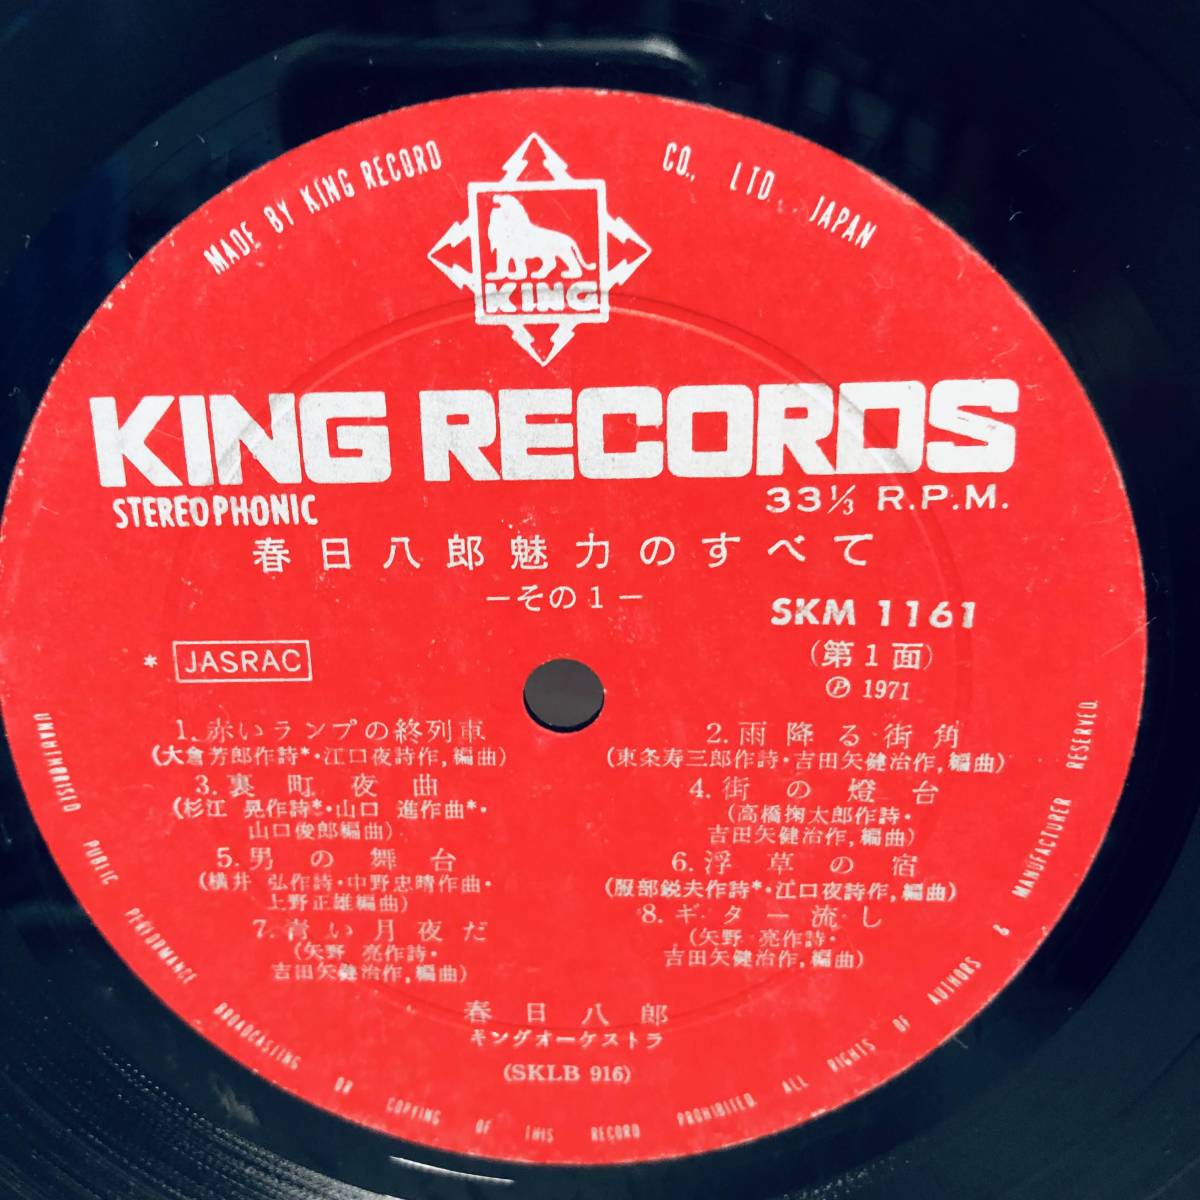 MADE BY KING RECORD CO., LTD. JAPAN
KING
KING RECORDS
STEREOPHONIC
33⅓ R.P.M.
春日八郎魅力のすべて
－その1－
SKM 1161
* JASRAC
(第1面)
Ⓟ 1971
1. 赤いランプの終列車
(大倉芳郎作詩*・江口夜詩作,編曲)
2. 雨降る街角
(東条寿三郎作詩・吉田矢健治作,編曲)
3. 裏町夜曲
(杉江 晃作詩*・山口 進作曲*・
山口俊郎編曲)
4. 街の燈台
(高橋掬太郎作詩・
吉田矢健治作,編曲)
5. 男の舞台
(横井 弘作詩・中野忠晴作曲・
上野正雄編曲)
6. 浮草の宿
(服部鋭夫作詩*・江口夜詩作,編曲)
7. 青い月夜だ
(矢野 亮作詩・
吉田矢健治作,編曲)
8. ギター流し
(矢野 亮作詩・
吉田矢健治作,編曲)
春日八郎
キングオーケストラ
(SKLB 916)
UNAUTHORISED PUBLIC PERFORMANCE BROADCASTING OR COPYING OF THIS RECORD PROHIBITED. ALL RIGHTS OF AUTHORS & MANUFACTURER RESERVED.